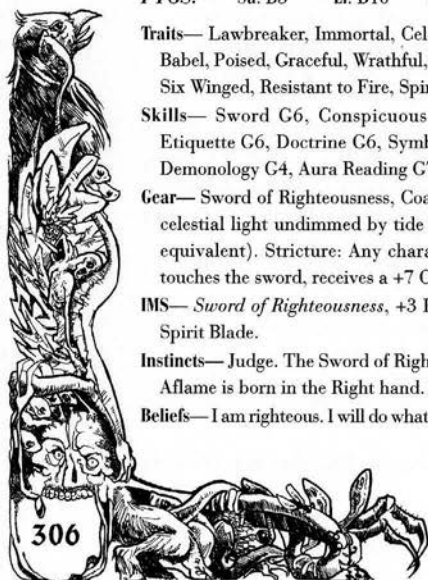 Traits— Lawbreaker, Immortal, Cel
Babel, Poised, Graceful, Wrathful,
Six Winged, Resistant to Fire, Spi
Skills— Sword G6, Conspicuous
Etiquette G6, Doctrine G6, Symb
Demonology G4, Aura Reading G
Gear— Sword of Righteousness, Coa
celestial light undimmed by tide
equivalent). Stricture: Any chara
touches the sword, receives a +7 O
IMS— Sword of Righteousness, +3
Spirit Blade.
Instincts— Judge. The Sword of Righ
Aflame is born in the Right hand.
Beliefs— I am righteous. I will do what
306